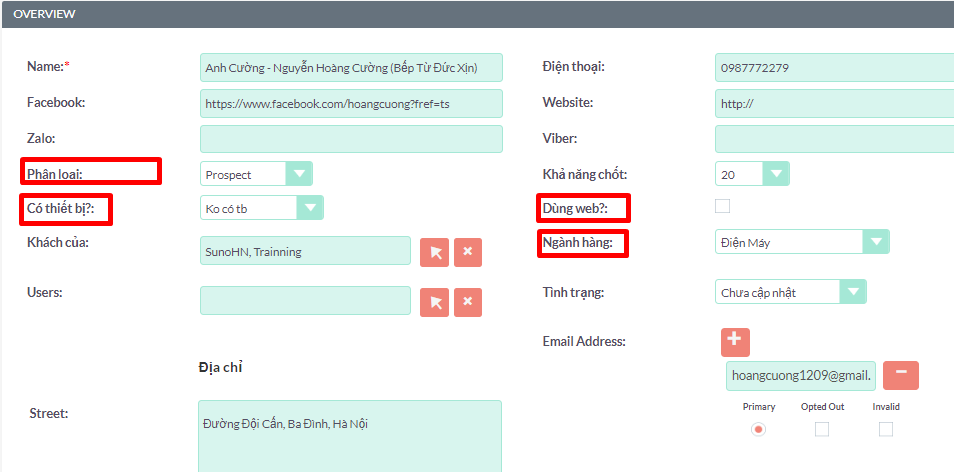 OVERVIEW
Name:* Anh Cường - Nguyễn Hoàng Cường (Bếp Từ Đức Xịn) Điện thoại: 0987772279
Facebook: https://www.facebook.com/hoangcuong?fref=ts Website: http://
Zalo: Viber:
Phân loại: Prospect Khả năng chốt: 20
Có thiết bị?: Ko có tb Dùng web?:
Khách của: SunoHN, Trainning Ngành hàng: Điện Máy
Users: Tình trạng: Chưa cập nhật
Email Address:
hoangcuong1209@gmail.
Primary Opted Out Invalid
Địa chỉ
Street: Đường Đội Cấn, Ba Đình, Hà Nội